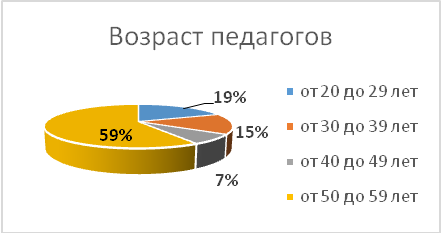 Возраст педагогов
19%
15%
7%
59%
от 20 до 29 лет
от 30 до 39 лет
от 40 до 49 лет
от 50 до 59 лет